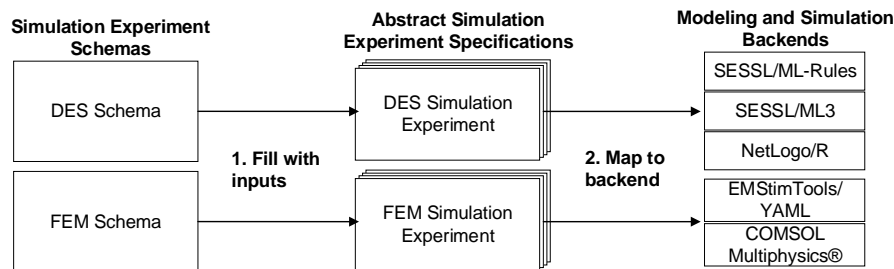 Simulation Experiment
Schemas
Abstract Simulation
Experiment Specifications
Modeling and Simulation
Backends
DES Schema
DES Simulation
Experiment
SESSL/ML-Rules
SESSL/ML3
NetLogo/R
1. Fill with
inputs
2. Map to
backend
FEM Schema
FEM Simulation
Experiment
EMStimTools/
YAML
COMSOL
Multiphysics®